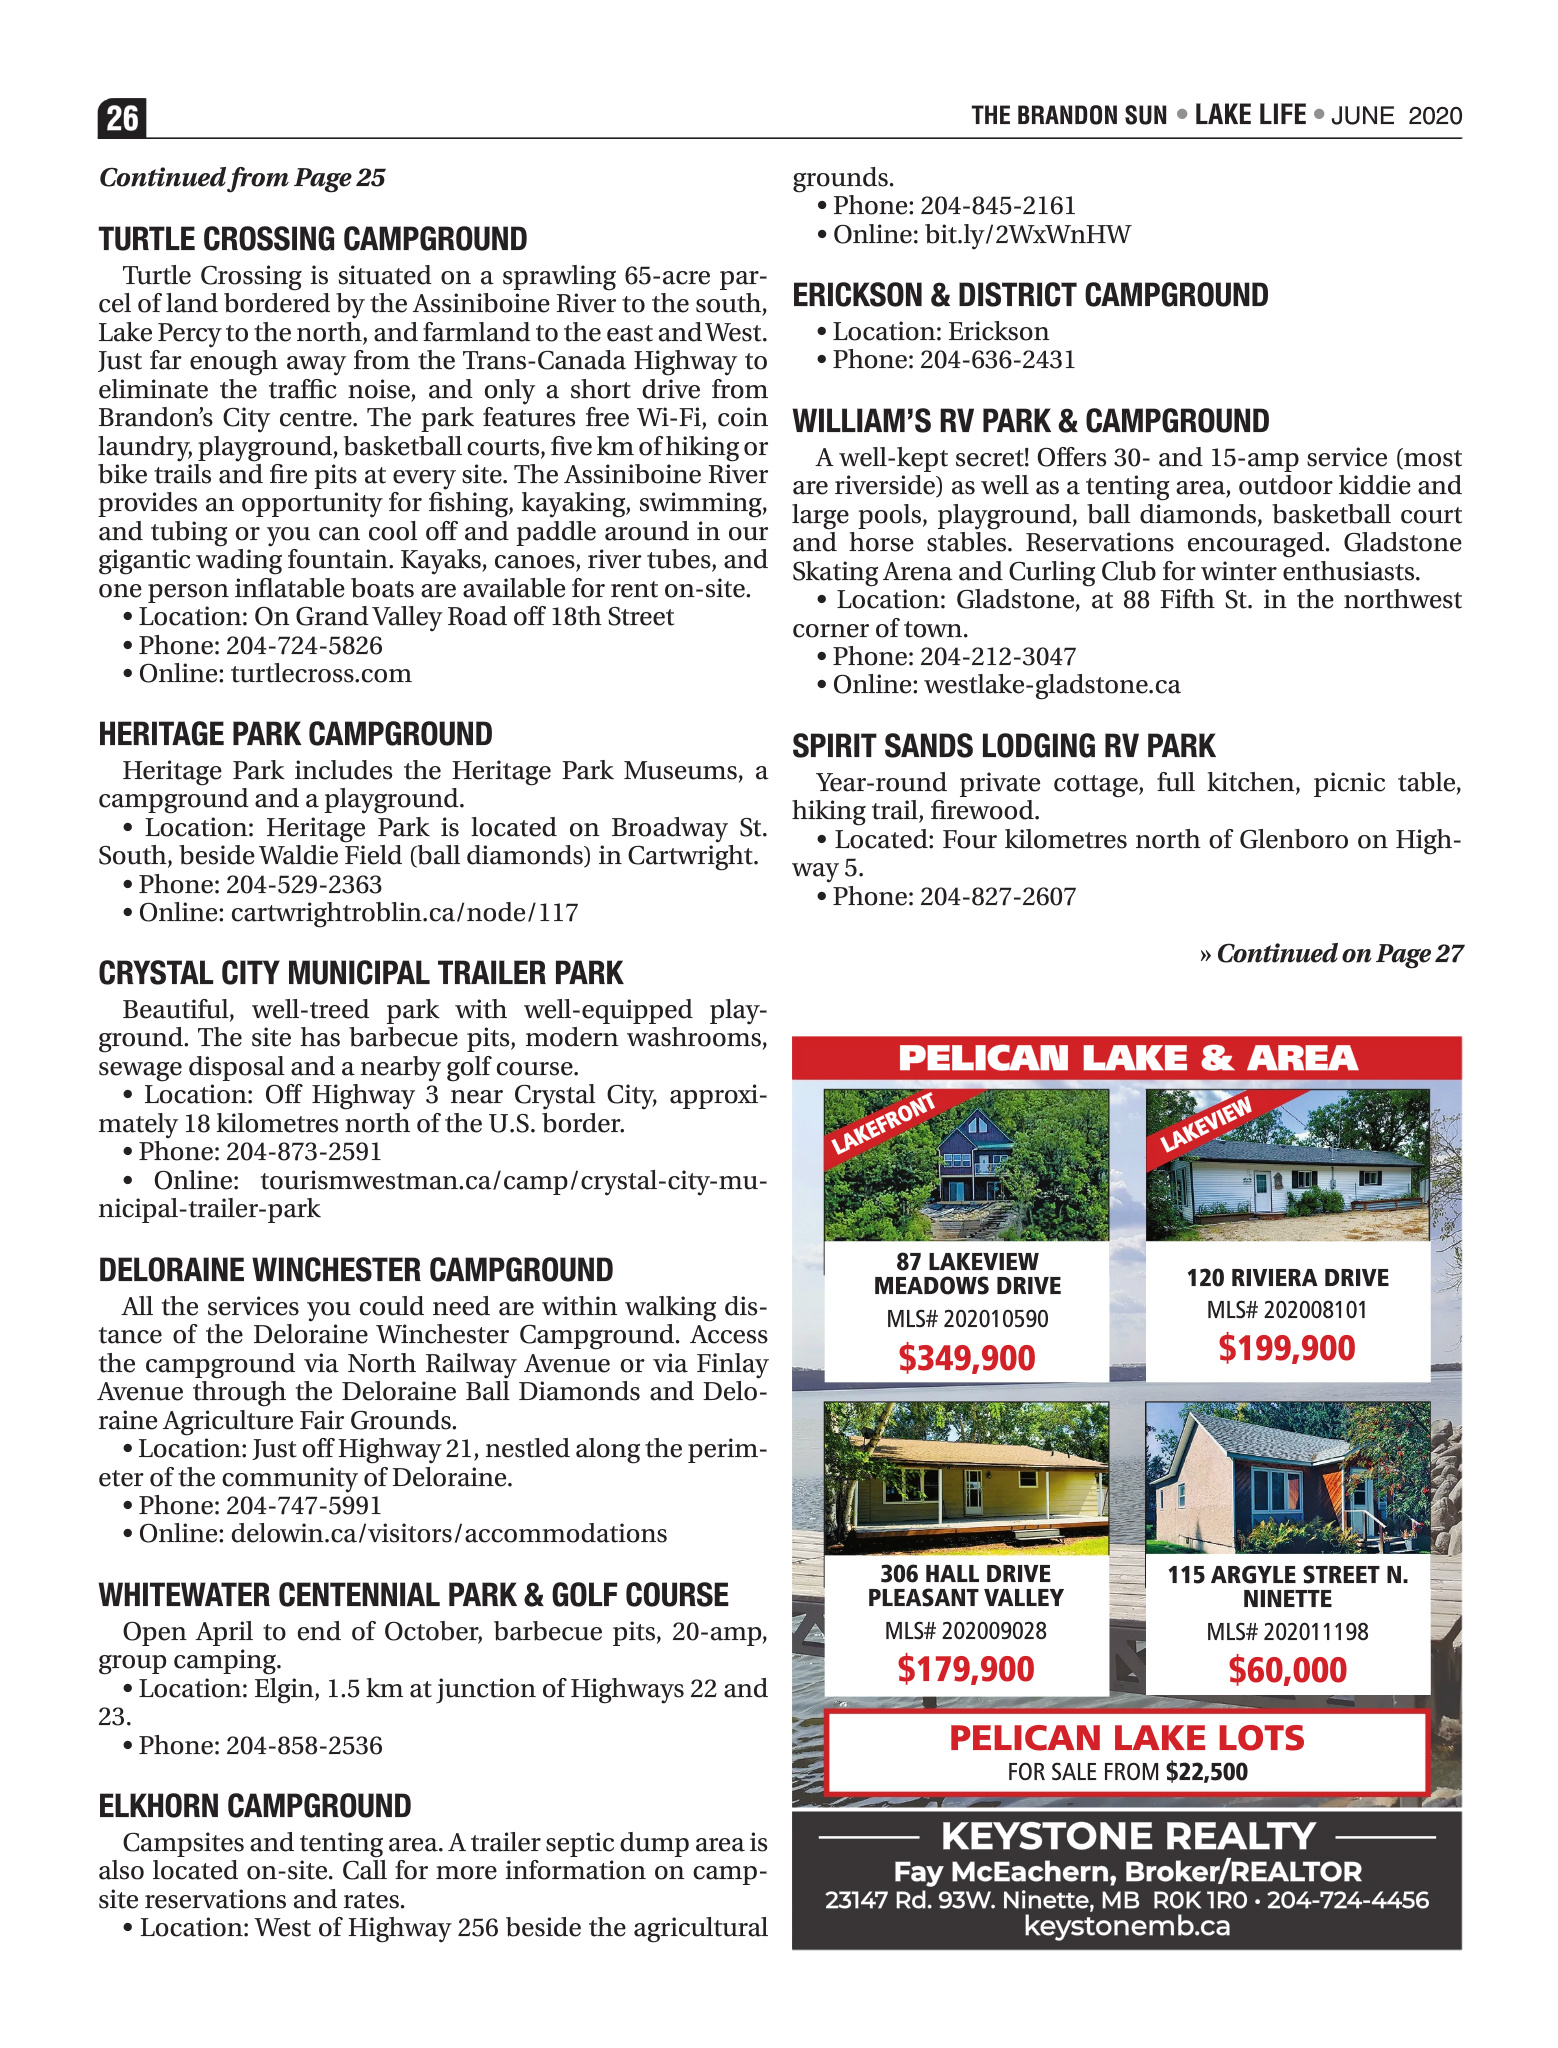 26
THE BRANDON SUN • LAKE LIFE • JUNE 2020
Continued from Page 25
TURTLE CROSSING CAMPGROUND
Turtle Crossing is situated on a sprawling 65-acre par-
cel of land bordered by the Assiniboine River to the south,
Lake Percy to the north, and farmland to the east and West.
Just far enough away from the Trans-Canada Highway to
eliminate the traffic noise, and only a short drive from
Brandon's City centre. The park features free Wi-Fi, coin
laundry, playground, basketball courts, five km of hiking or
bike trails and fire pits at every site. The Assiniboine River
provides an opportunity for fishing, kayaking, swimming,
and tubing or you can cool off and paddle around in our
gigantic wading fountain. Kayaks, canoes, river tubes, and
one person inflatable boats are available for rent on-site.
• Location: On Grand Valley Road off 18th Street
• Phone: 204-724-5826
• Online: turtlecross.com
HERITAGE PARK CAMPGROUND
Heritage Park includes the Heritage Park Museums, a
campground and a playground.
• Location: Heritage Park is located on Broadway St.
South, beside Waldie Field (ball diamonds) in Cartwright.
• Phone: 204-529-2363
• Online: cartwrightroblin.ca/node/117
CRYSTAL CITY MUNICIPAL TRAILER PARK
Beautiful, well-treed park with well-equipped play-
ground. The site has barbecue pits, modern washrooms,
sewage disposal and a nearby golf course.
• Location: Off Highway 3 near Crystal City, approxi-
mately 18 kilometres north of the U.S. border.
• Phone: 204-873-2591
• Online: tourismwestman.ca/camp/crystal-city-mu-
nicipal-trailer-park
DELORAINE WINCHESTER CAMPGROUND
All the services you could need are within walking dis-
tance of the Deloraine Winchester Campground. Access
the campground via North Railway Avenue or via Finlay
Avenue through the Deloraine Ball Diamonds and Delo-
raine Agriculture Fair Grounds.
• Location: Just off Highway 21, nestled along the perim-
eter of the community of Deloraine.
• Phone: 204-747-5991
• Online: delowin.ca/visitors/accommodations
WHITEWATER CENTENNIAL PARK & GOLF COURSE
Open April to end of October, barbecue pits, 20-amp,
group camping.
• Location: Elgin, 1.5 km at junction of Highways 22 and
23.
• Phone: 204-858-2536
ELKHORN CAMPGROUND
Campsites and tenting area. A trailer septic dump area is
also located on-site. Call for more information on camp-
site reservations and rates.
• Location: West of Highway 256 beside the agricultural
grounds.
• Phone: 204-845-2161
• Online: bit.ly/2WxWnHW
ERICKSON & DISTRICT CAMPGROUND
• Location: Erickson
• Phone: 204-636-2431
WILLIAM'S RV PARK & CAMPGROUND
A well-kept secret! Offers 30- and 15-amp service (most
are riverside) as well as a tenting area, outdoor kiddie and
large pools, playground, ball diamonds, basketball court
and horse stables. Reservations encouraged. Gladstone
Skating Arena and Curling Club for winter enthusiasts.
• Location: Gladstone, at 88 Fifth St. in the northwest
corner of town.
• Phone: 204-212-3047
• Online: westlake-gladstone.ca
SPIRIT SANDS LODGING RV PARK
Year-round private cottage, full kitchen, picnic table,
hiking trail, firewood.
• Located: Four kilometres north of Glenboro on High-
way 5.
• Phone: 204-827-2607
» Continued on Page 27
PELICAN LAKE & AREA
LAKEFRONT
87 LAKEVIEW
MEADOWS DRIVE
MLS# 202010590
$349,900
LAKEVIEW
120 RIVIERA DRIVE
MLS# 202008101
$199,900
306 HALL DRIVE
PLEASANT VALLEY
MLS# 202009028
$179,900
115 ARGYLE STREET N.
NINETTE
MLS# 202011198
$60,000
PELICAN LAKE LOTS
FOR SALE FROM $22,500
KEYSTONE REALTY
Fay McEachern, Broker/REALTOR
23147 Rd. 93W. Ninette, MB R0K 1R0 • 204-724-4456
keystonemb.ca